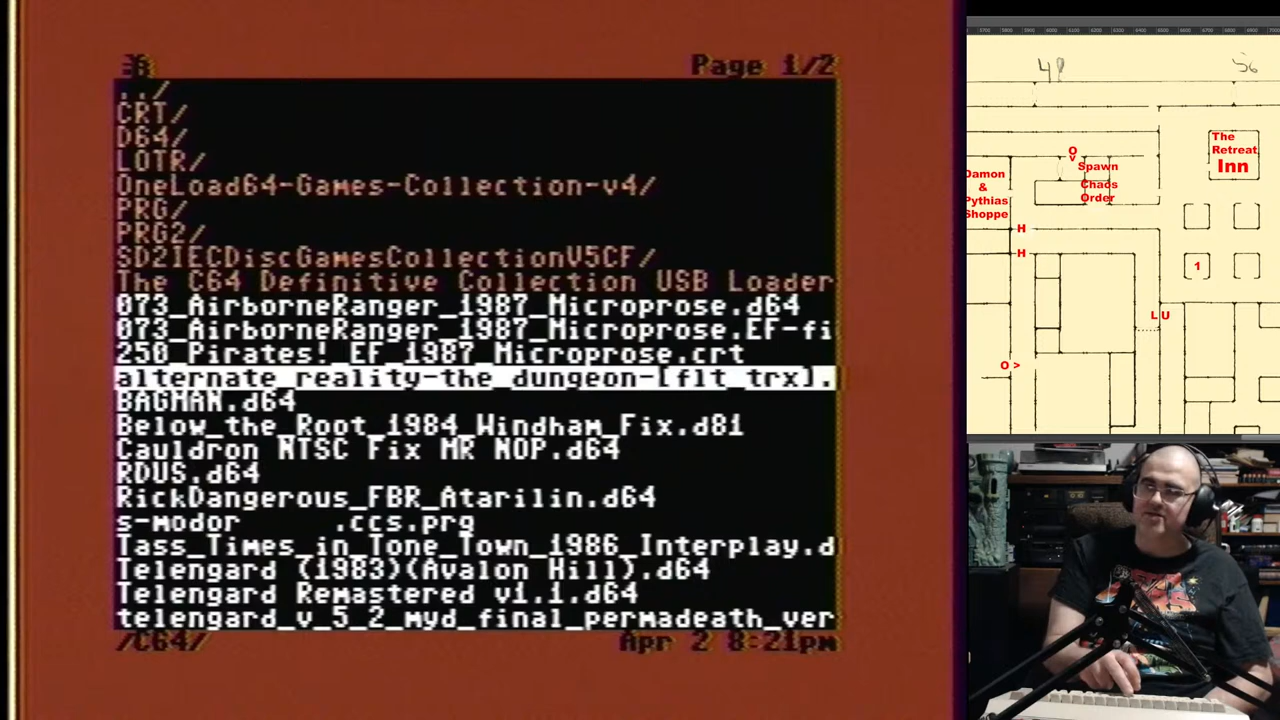 Page 1/2
../
CRT/
D64/
LOTR/
OneLoad64-Games-Collection-v4/
PRG/
PRG2/
SD2IECDiscGamesCollectionV5CF/
The C64 Definitive Collection USB Loader
073_AirborneRanger_1987_Microprose.d64
073_AirborneRanger_1987_Microprose.EF-fi
250_Pirates!_EF_1987_Microprose.crt
alternate_reality-the_dungeon-[flt_trx].
BAGMAN.d64
Below_the_Root_1984_Windham_Fix.d81
Cauldron NTSC Fix MR NOP.d64
RDUS.d64
RickDangerous_FBR_Atarilin.d64
s-modor .ccs.prg
Tass_Times_in_Tone_Town_1986_Interplay.d
Telengard (1983)(Avalon Hill).d64
Telengard Remastered v1.1.d64
telengard_v_5_2_myd_final_permadeath_ver
/C64/ Apr 2 8:21pm
56
The
Retreat
Inn
O
v
Spawn
Chaos
Order
Damon
&
Pythias
Shoppe
H
H
1
L U
O >